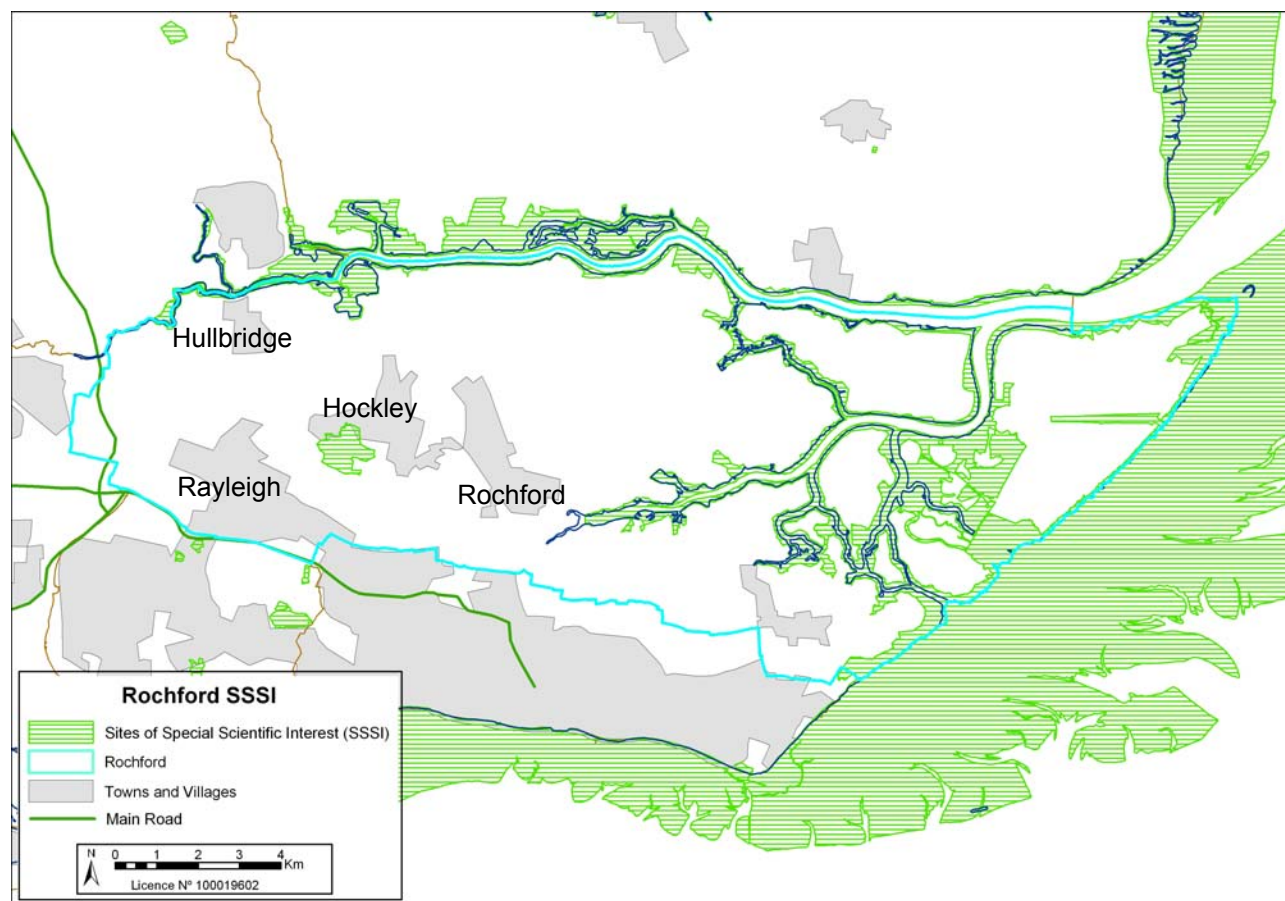 Hullbridge
Hockley
Rayleigh
Rochford
Rochford SSSI
Sites of Special Scientific Interest (SSSI)
Rochford
Towns and Villages
Main Road
N
0 1 2 3 4
Km
Licence Nº 100019602